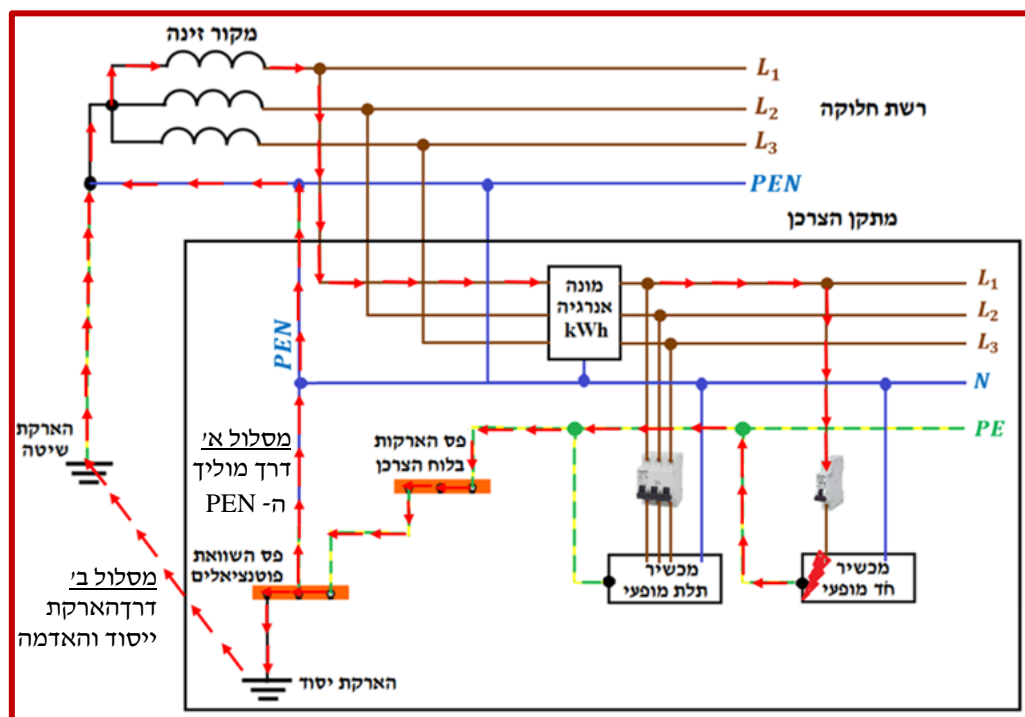 מקור זינה
L₁
L₂
L₃
רשת חלוקה
PEN
מתקן הצרכן
מונה
אנרגיה
kWh
L₁
L₂
L₃
PEN
N
PE
הארקת
שיטה
מסלול א'
דרך מוליך
ה- PEN
פס הארקות
בלוח הצרכן
פס השוואת
פוטנציאלים
מכשיר
תלת מופעי
מכשיר
חד מופעי
מסלול ב'
דרךהארקת
ייסוד והאדמה
הארקת יסוד